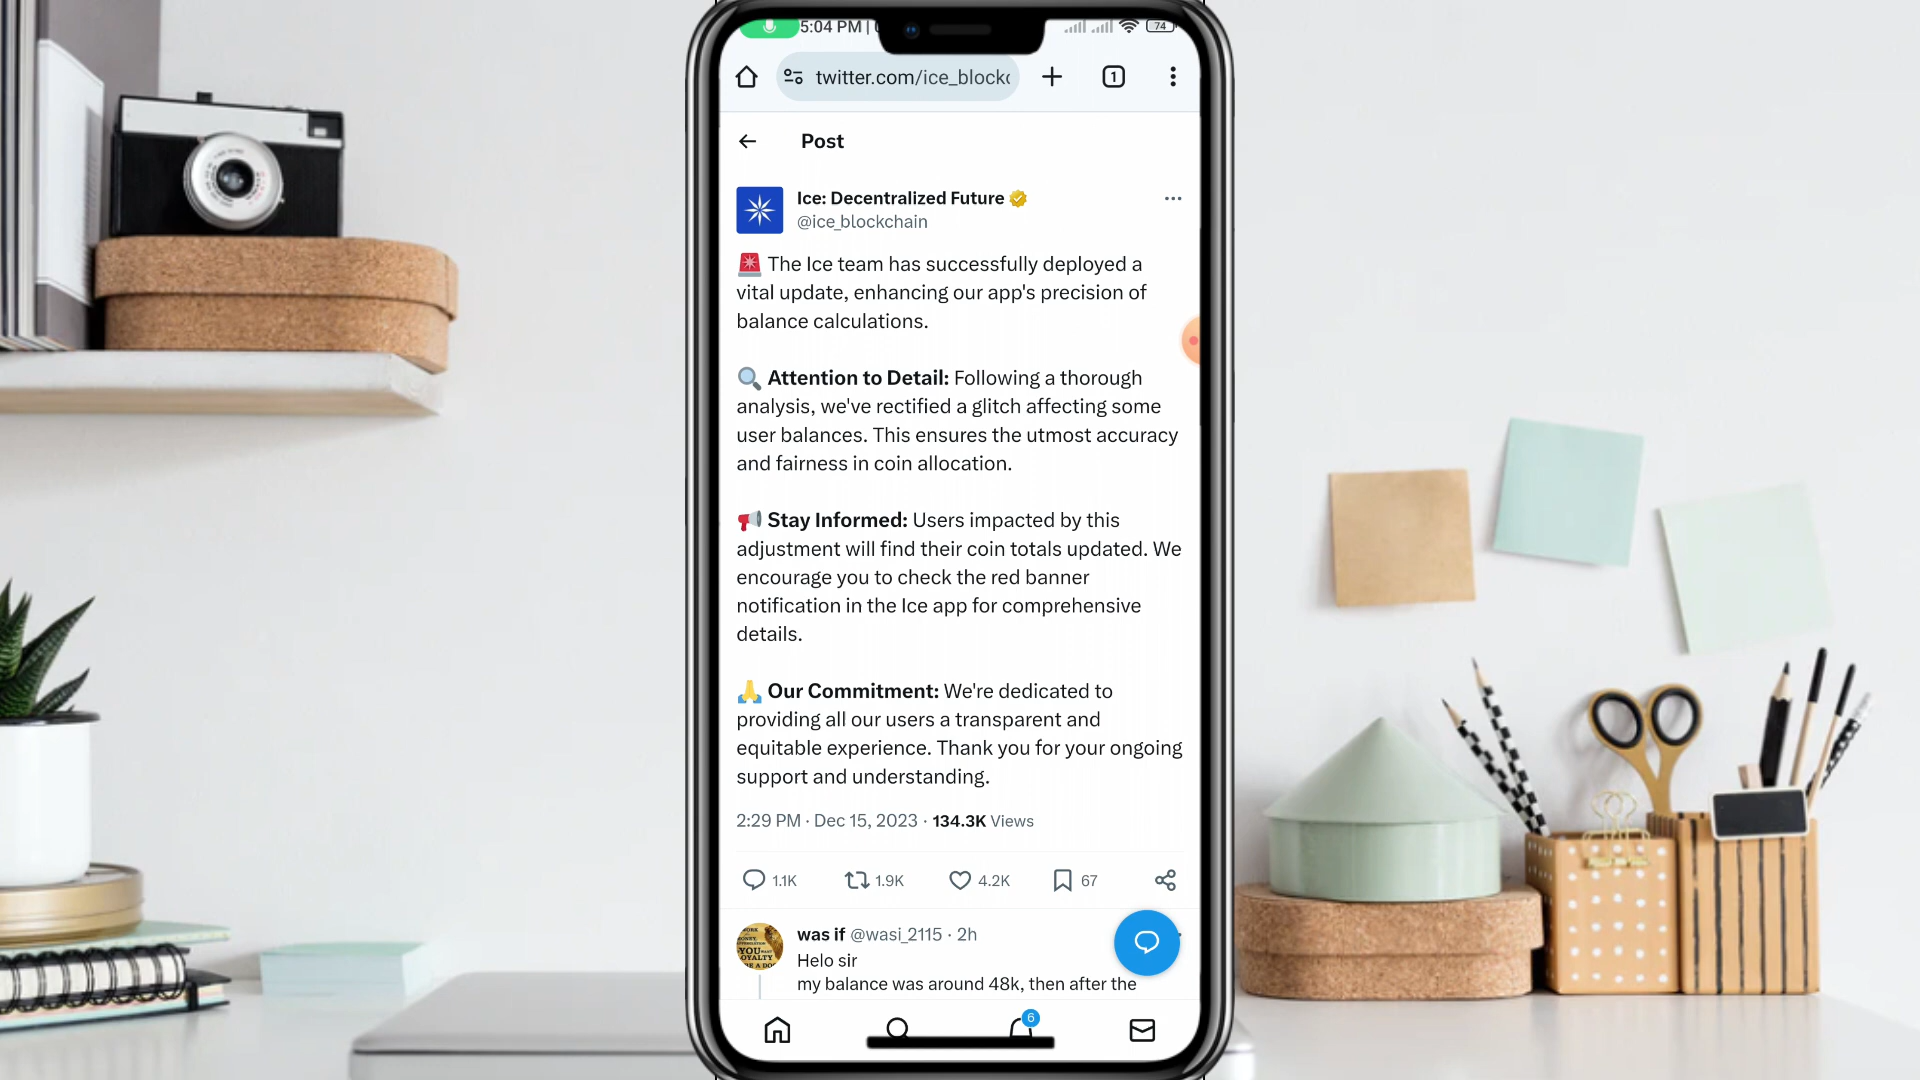 5:04 PM |
74
twitter.com/ice_block
1
Post
Ice: Decentralized Future
@ice_blockchain
The Ice team has successfully deployed a
vital update, enhancing our app's precision of
balance calculations.
Attention to Detail: Following a thorough
analysis, we've rectified a glitch affecting some
user balances. This ensures the utmost accuracy
and fairness in coin allocation.
Stay Informed: Users impacted by this
adjustment will find their coin totals updated. We
encourage you to check the red banner
notification in the Ice app for comprehensive
details.
Our Commitment: We're dedicated to
providing all our users a transparent and
equitable experience. Thank you for your ongoing
support and understanding.
2:29 PM · Dec 15, 2023 · 134.3K Views
1.1K 1.9K 4.2K 67
was if @wasi_2115 · 2h
Helo sir
my balance was around 48k, then after the
6